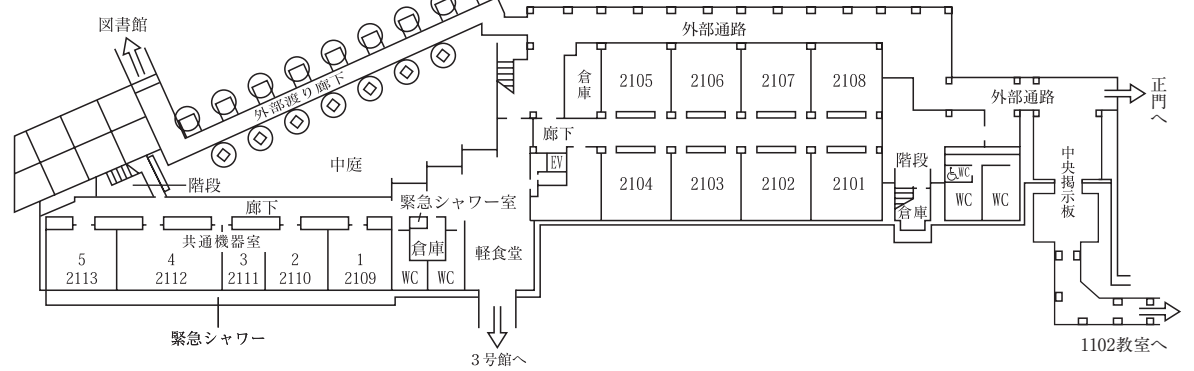 図書館
外部通路
外部渡り廊下
倉庫
2105
2106
2107
2108
外部通路
正門へ
廊下
中庭
階段
EV
階段
WC
中央掲示板
2104
2103
2102
2101
WC
WC
倉庫
緊急シャワー室
廊下
共通機器室
倉庫
軽食堂
5
2113
4
2112
3
2111
2
2110
1
2109
WC
WC
緊急シャワー
3号館へ
1102教室へ